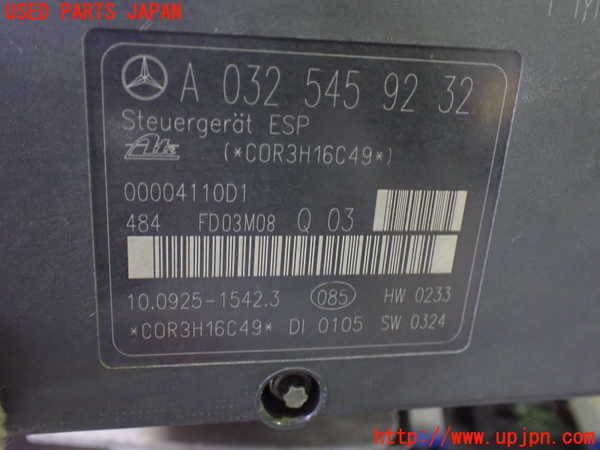 USED PARTS JAPAN
A 032 545 92 32
Steuergerät ESP
Ate (*COR3H16C49*)
00004110D1
484 FD03M08 Q 03
10.0925-1542.3 085 HW 0233
*COR3H16C49* DI 0105 SW 0324
UPJ
http://www.upjpn.com